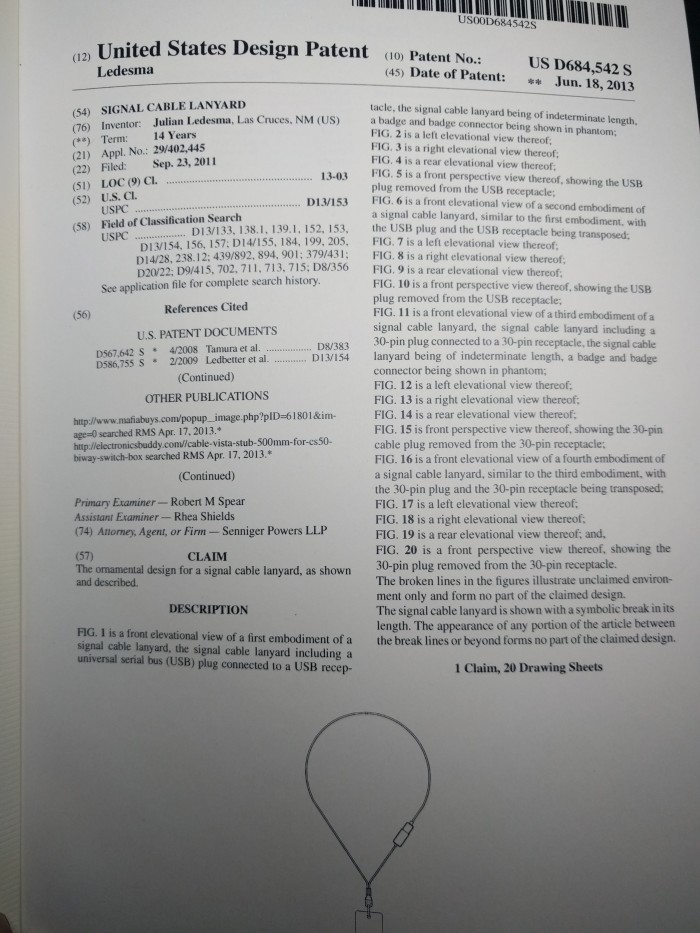 US00D684542S
(12) United States Design Patent
Ledesma
(10) Patent No.: US D684,542 S
(45) Date of Patent: ** Jun. 18, 2013
(54) SIGNAL CABLE LANYARD
(76) Inventor: Julian Ledesma, Las Cruces, NM (US)
(**) Term: 14 Years
(21) Appl. No.: 29/402,445
(22) Filed: Sep. 23, 2011
(51) LOC (9) Cl. .................................................. 13-03
(52) U.S. Cl.
USPC .................................................. D13/153
(58) Field of Classification Search
USPC ............... D13/133, 138.1, 139.1, 152, 153,
D13/154, 156, 157; D14/155, 184, 199, 205,
D14/28, 238.12; 439/892, 894, 901; 379/431;
D20/22; D9/415, 702, 711, 713, 715; D8/356
See application file for complete search history.
(56) References Cited
U.S. PATENT DOCUMENTS
D567,642 S * 4/2008 Tamura et al. ............... D8/383
D586,755 S * 2/2009 Ledbetter et al. ........... D13/154
(Continued)
OTHER PUBLICATIONS
http://www.mafiabuys.com/popup_image.php?pID=61801&im-
age=0 searched RMS Apr. 17, 2013.*
http://electronicsbuddy.com//cable-vista-stub-500mm-for-cs50-
biway-switch-box searched RMS Apr. 17, 2013.*
(Continued)
Primary Examiner — Robert M Spear
Assistant Examiner — Rhea Shields
(74) Attorney, Agent, or Firm — Senniger Powers LLP
(57) CLAIM
The ornamental design for a signal cable lanyard, as shown
and described.
DESCRIPTION
FIG. 1 is a front elevational view of a first embodiment of a
signal cable lanyard, the signal cable lanyard including a
universal serial bus (USB) plug connected to a USB recep-
tacle, the signal cable lanyard being of indeterminate length,
a badge and badge connector being shown in phantom;
FIG. 2 is a left elevational view thereof;
FIG. 3 is a right elevational view thereof;
FIG. 4 is a rear elevational view thereof;
FIG. 5 is a front perspective view thereof, showing the USB
plug removed from the USB receptacle;
FIG. 6 is a front elevational view of a second embodiment of
a signal cable lanyard, similar to the first embodiment, with
the USB plug and the USB receptacle being transposed;
FIG. 7 is a left elevational view thereof;
FIG. 8 is a right elevational view thereof;
FIG. 9 is a rear elevational view thereof;
FIG. 10 is a front perspective view thereof, showing the USB
plug removed from the USB receptacle;
FIG. 11 is a front elevational view of a third embodiment of a
signal cable lanyard, the signal cable lanyard including a
30-pin plug connected to a 30-pin receptacle, the signal cable
lanyard being of indeterminate length, a badge and badge
connector being shown in phantom;
FIG. 12 is a left elevational view thereof;
FIG. 13 is a right elevational view thereof;
FIG. 14 is a rear elevational view thereof;
FIG. 15 is front perspective view thereof, showing the 30-pin
cable plug removed from the 30-pin receptacle;
FIG. 16 is a front elevational view of a fourth embodiment of
a signal cable lanyard, similar to the third embodiment, with
the 30-pin plug and the 30-pin receptacle being transposed;
FIG. 17 is a left elevational view thereof;
FIG. 18 is a right elevational view thereof;
FIG. 19 is a rear elevational view thereof; and,
FIG. 20 is a front perspective view thereof, showing the
30-pin plug removed from the 30-pin receptacle.
The broken lines in the figures illustrate unclaimed environ-
ment only and form no part of the claimed design.
The signal cable lanyard is shown with a symbolic break in its
length. The appearance of any portion of the article between
the break lines or beyond forms no part of the claimed design.
1 Claim, 20 Drawing Sheets